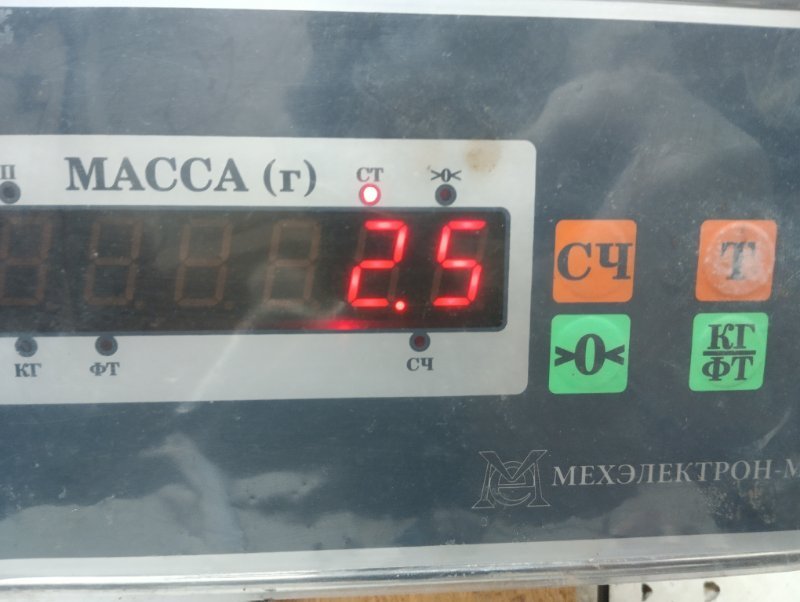 П
МАССА (г)
СТ
>0<
2.5
КГ
ФТ
СЧ
СЧ
Т
>0<
КГ
ФТ
МЕХЭЛЕКТРОН-М